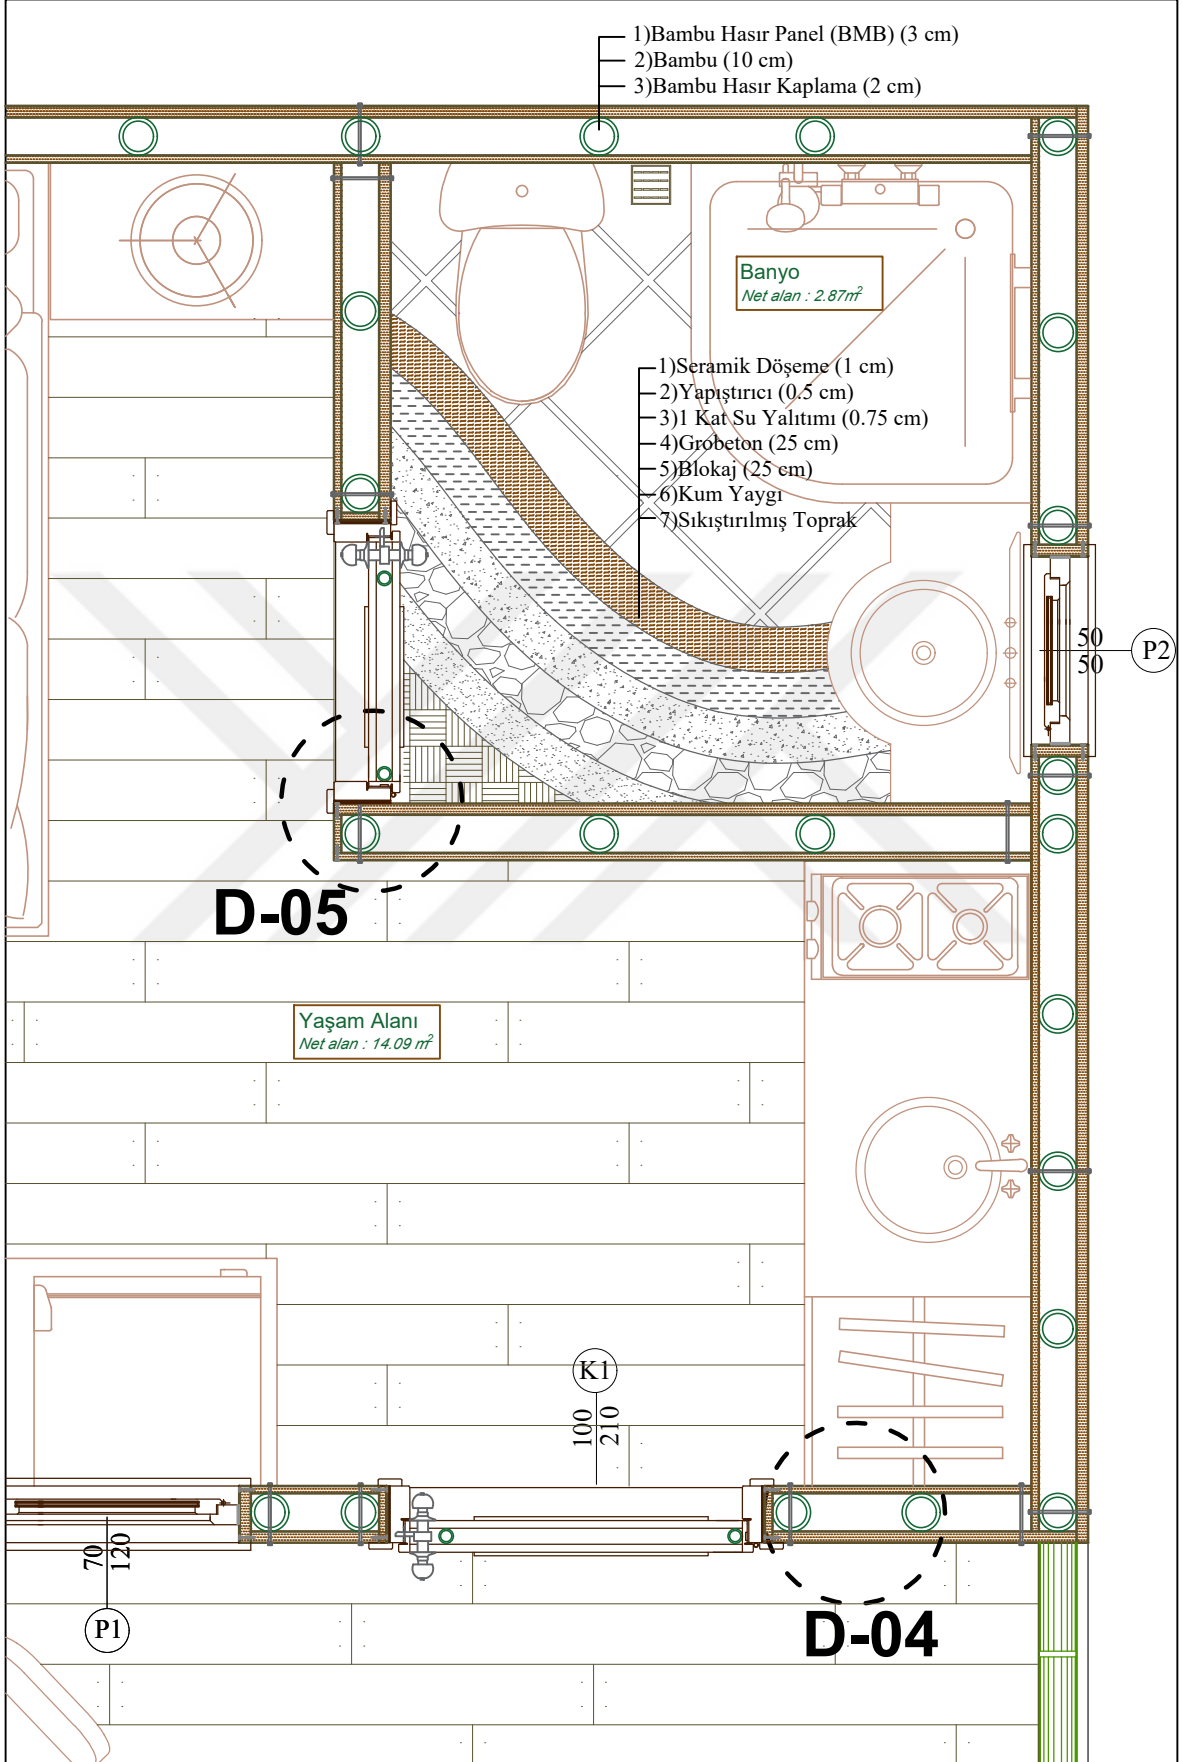 1)Bambu Hasır Panel (BMB) (3 cm)
2)Bambu (10 cm)
3)Bambu Hasır Kaplama (2 cm)
Banyo
Net alan : 2.87m²
1)Seramik Döşeme (1 cm)
2)Yapıştırıcı (0.5 cm)
3)1 Kat Su Yalıtımı (0.75 cm)
4)Grobeton (25 cm)
5)Blokaj (25 cm)
6)Kum Yaygı
7)Sıkıştırılmış Toprak
50
50
P2
D-05
Yaşam Alanı
Net alan : 14.09 m²
K1
100
210
70
120
P1
D-04